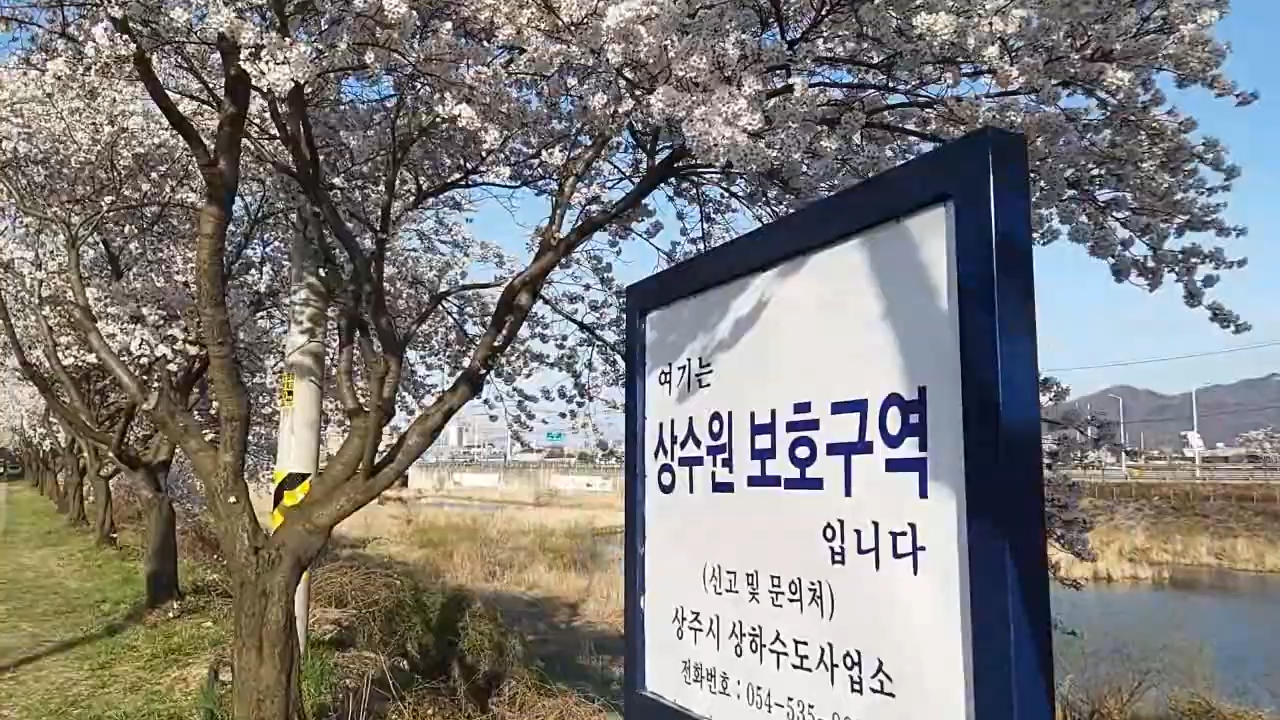 여기는
상수원 보호구역
입니다
(신고 및 문의처)
상주시 상하수도사업소
전화번호 : 054-535-